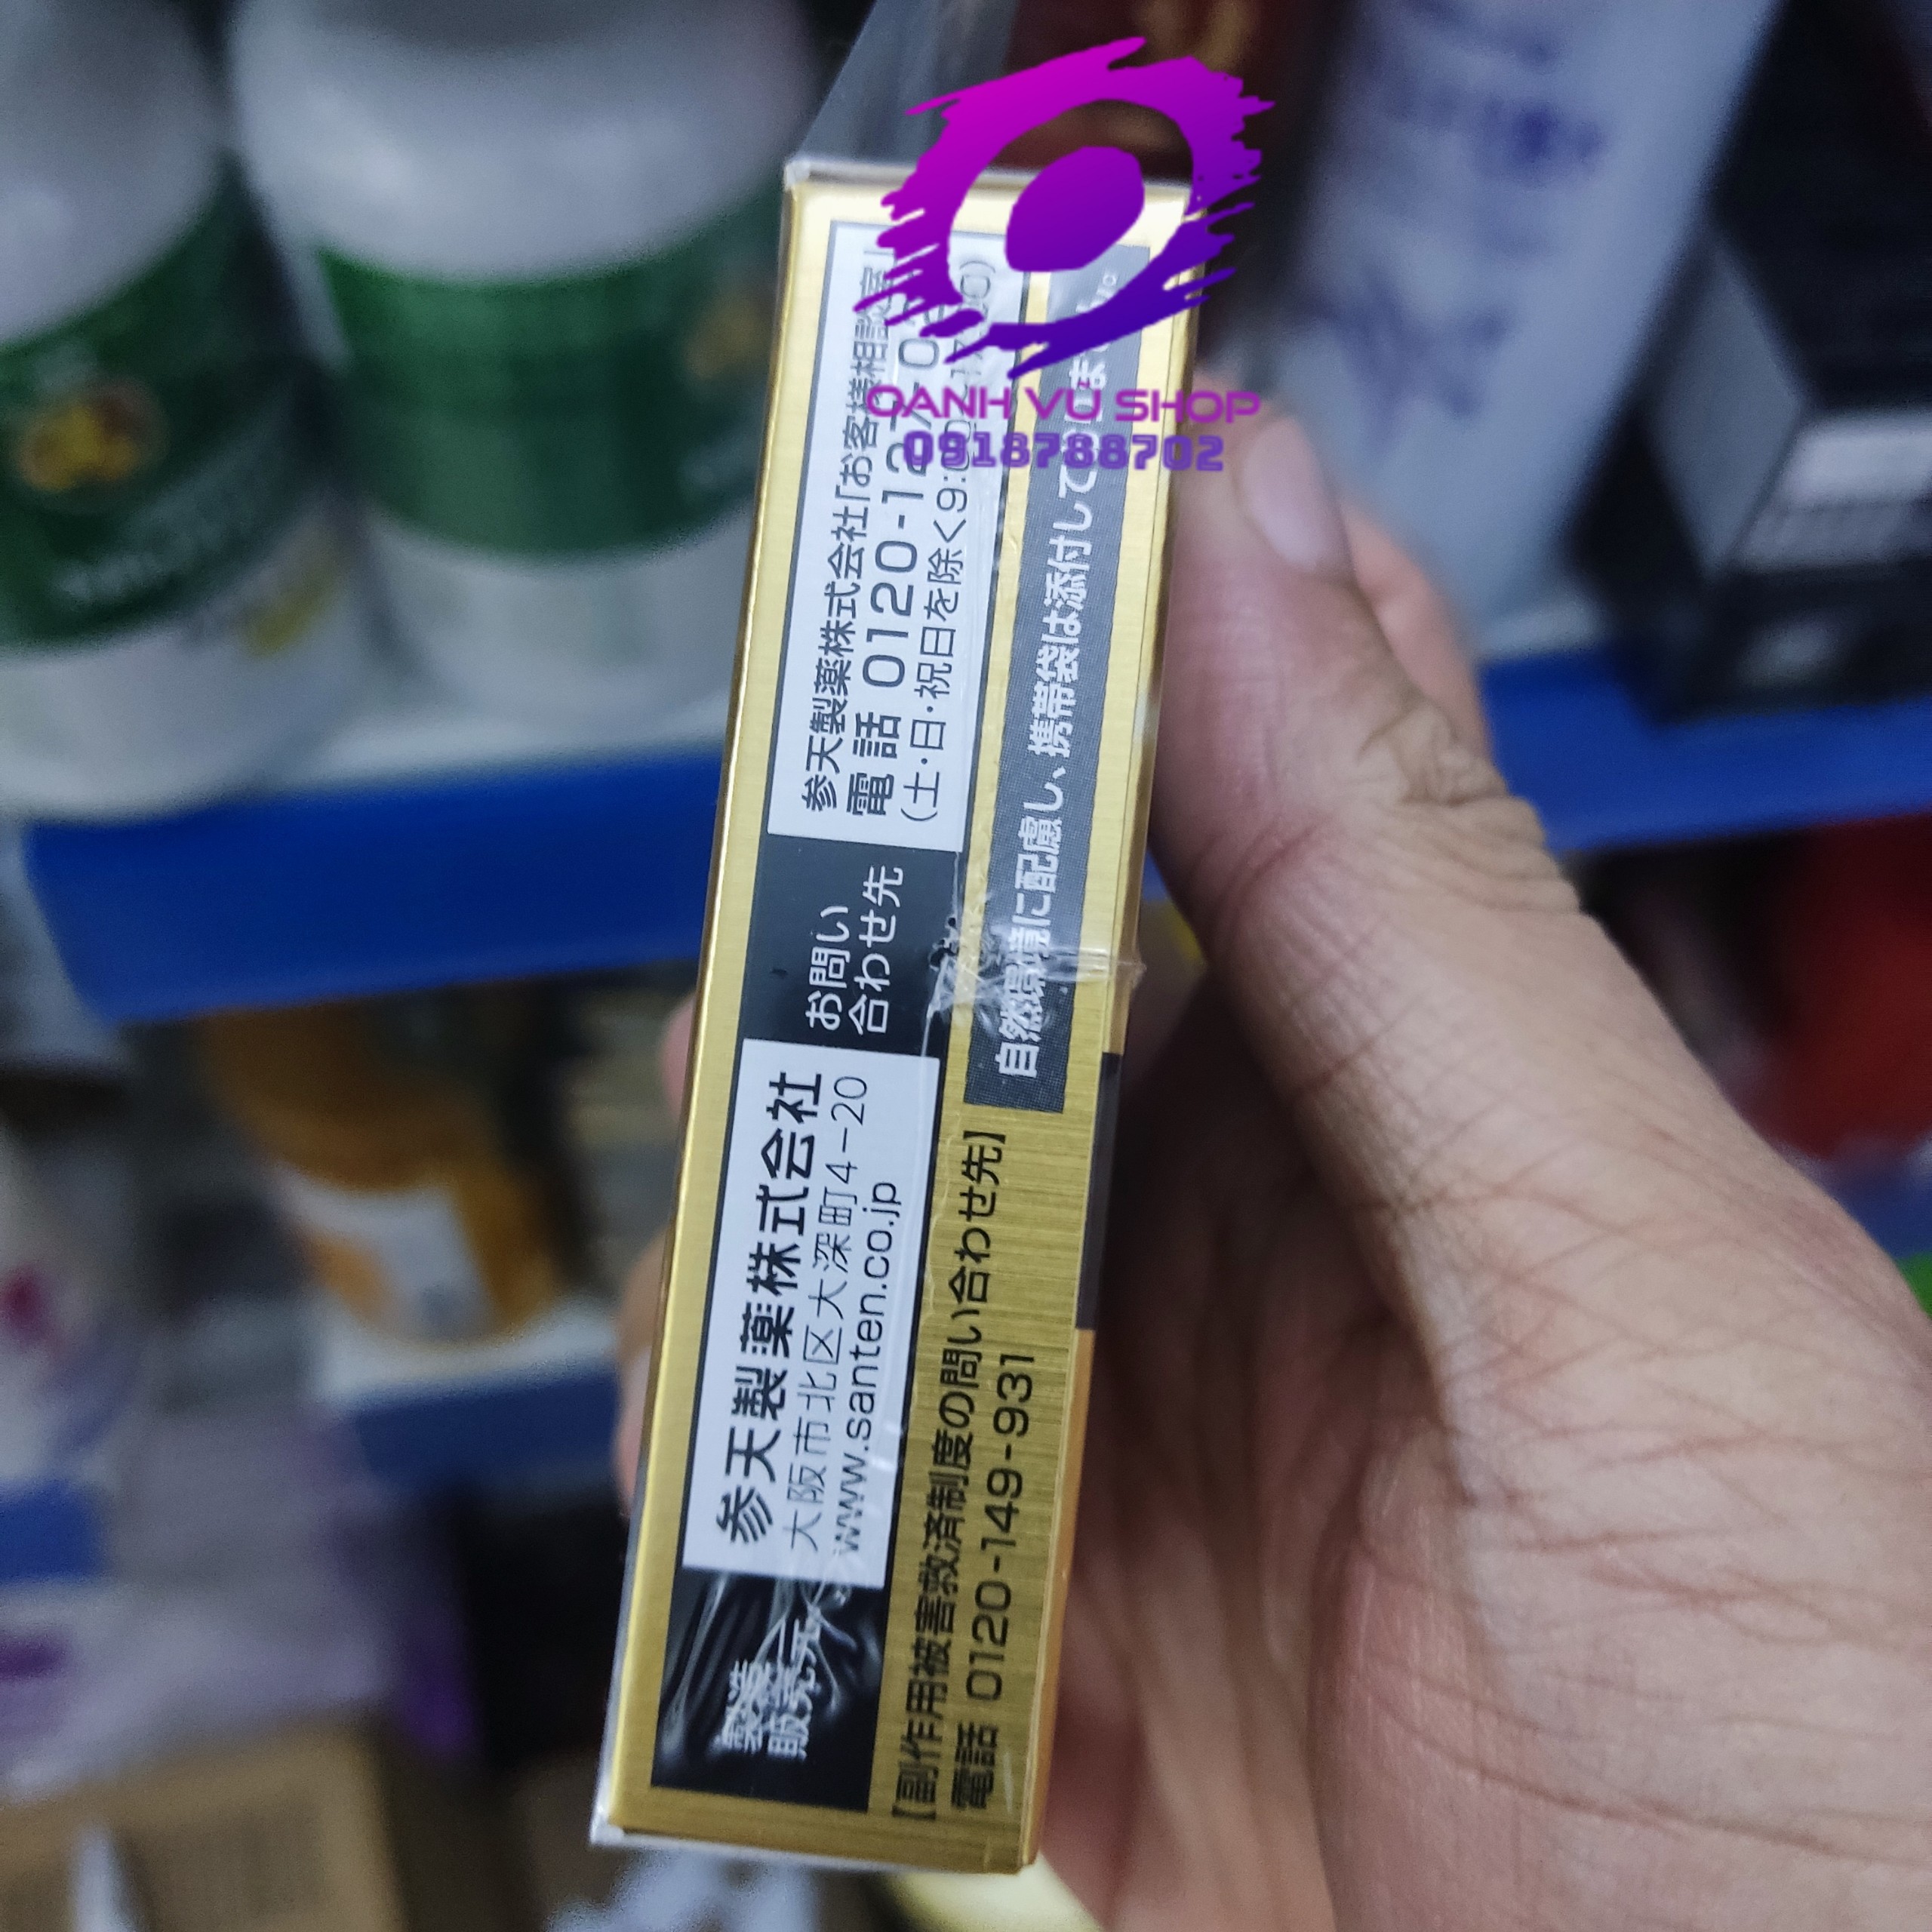 OANH VU SHOP
0918788702
製造
販売元
参天製薬株式会社
大阪市北区大深町4-20
www.santen.co.jp
お問い
合わせ先
参天製薬株式会社「お客様相談室」
電話 0120-127-0
(土・日・祝日を除く9:
【副作用被害救済制度の問い合わせ先】
電話 0120-149-931
自然環境に配慮し、携帯袋は添付して